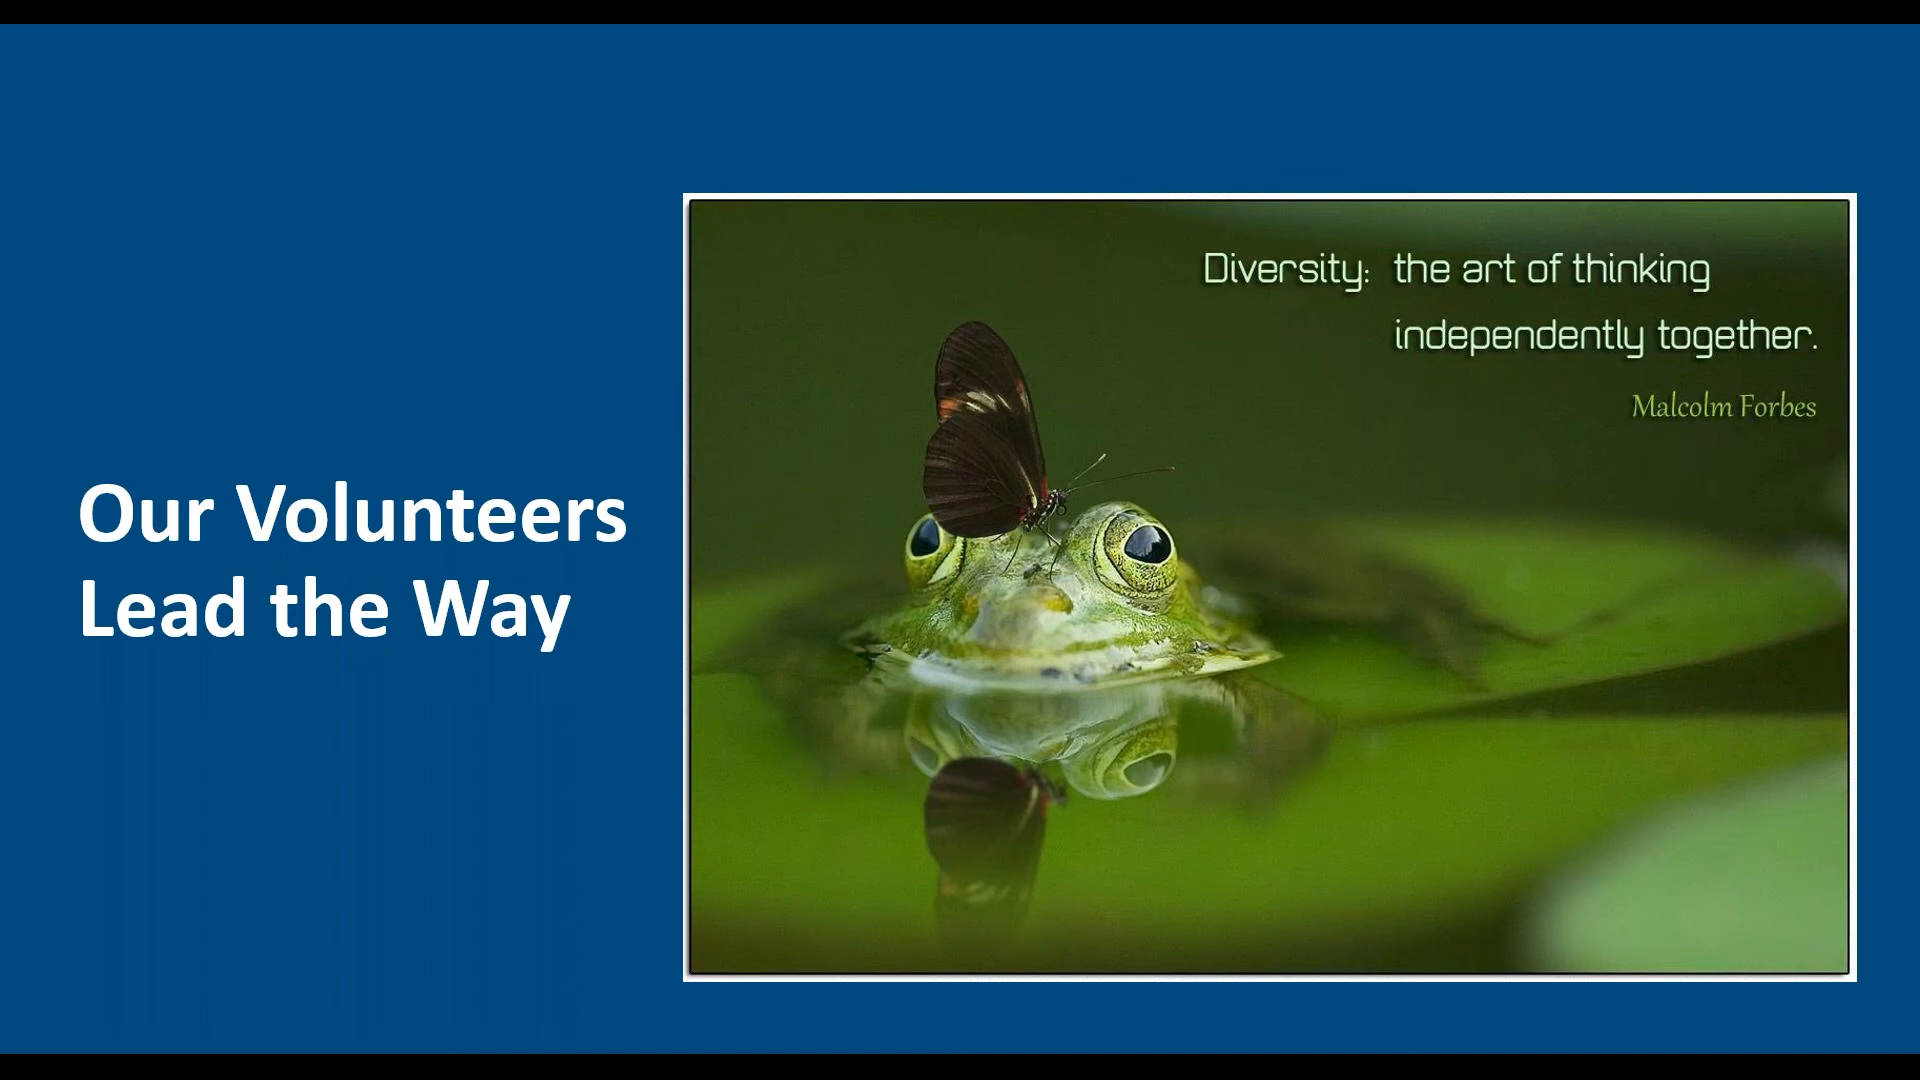 Our Volunteers
Lead the Way
Diversity: the art of thinking
independently together.
Malcolm Forbes